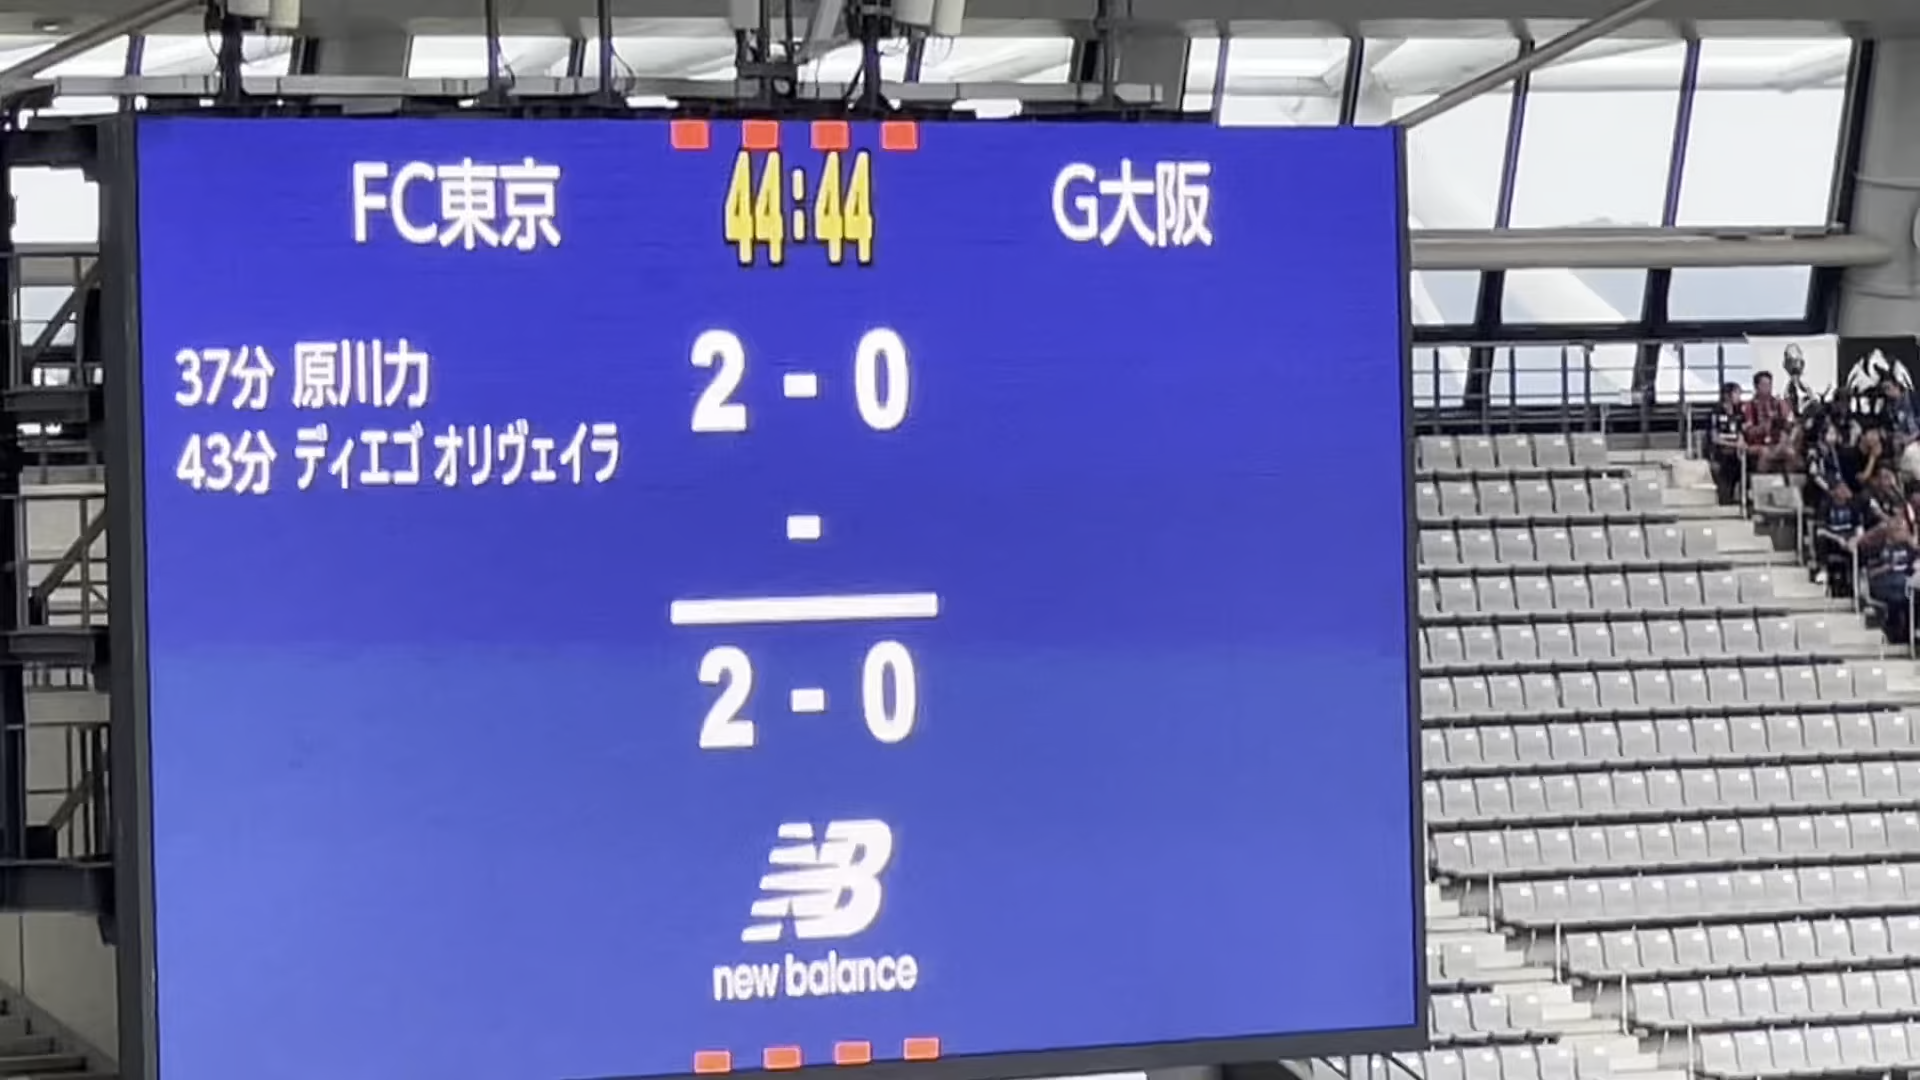 FC東京 44:44 G大阪
2 - 0
37分 原川力
43分 ディエゴ オリヴェイラ
-
2 - 0
NB
new balance